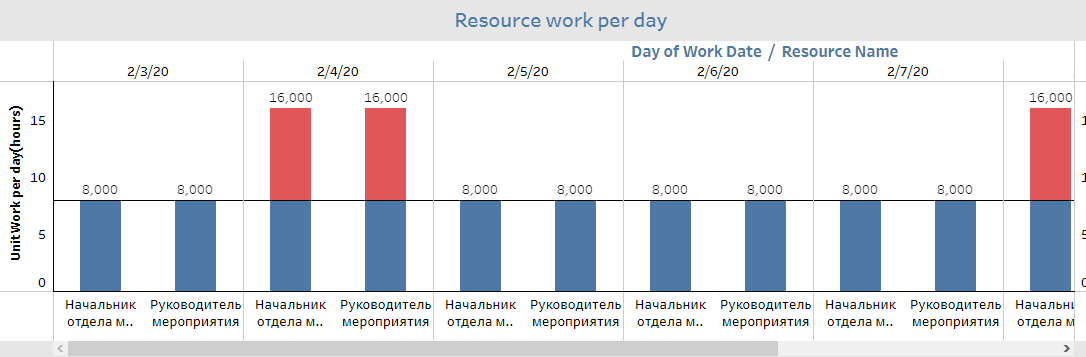 Resource work per day
Day of Work Date / Resource Name
2/3/20 2/4/20 2/5/20 2/6/20 2/7/20
Unit Work per day(hours)
15
10
5
0
8,000 8,000 16,000 16,000 8,000 8,000 8,000 8,000 8,000 8,000 16,000
Начальник Руководитель Начальник Руководитель Начальник Руководитель Начальник Руководитель Начальник Руководитель
отдела м.. мероприятия отдела м.. мероприятия отдела м.. мероприятия отдела м.. мероприятия отдела м.. мероприятия отдела м